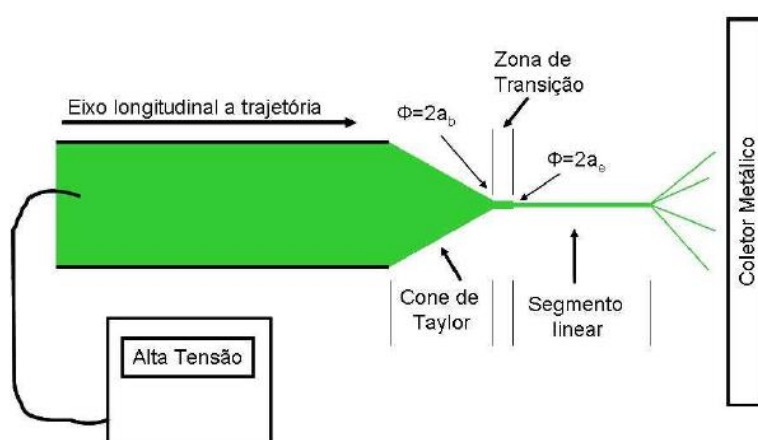 Zona de
Transição
Eixo longitudinal a trajetória
Φ=2a_b
Φ=2a_e
Coletor Metálico
Cone de
Taylor
Segmento
linear
Alta Tensão